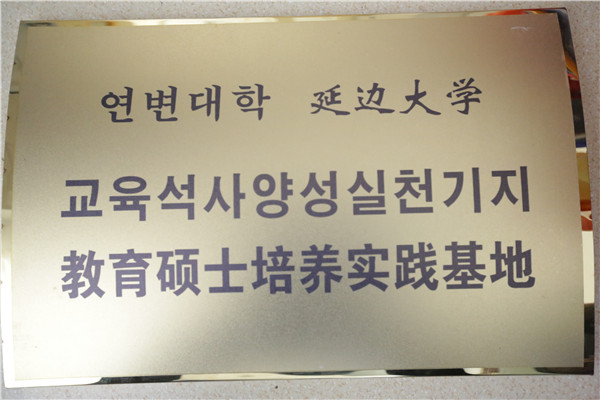 연변대학 延边大学
교육석사양성실천기지
教育硕士培养实践基地